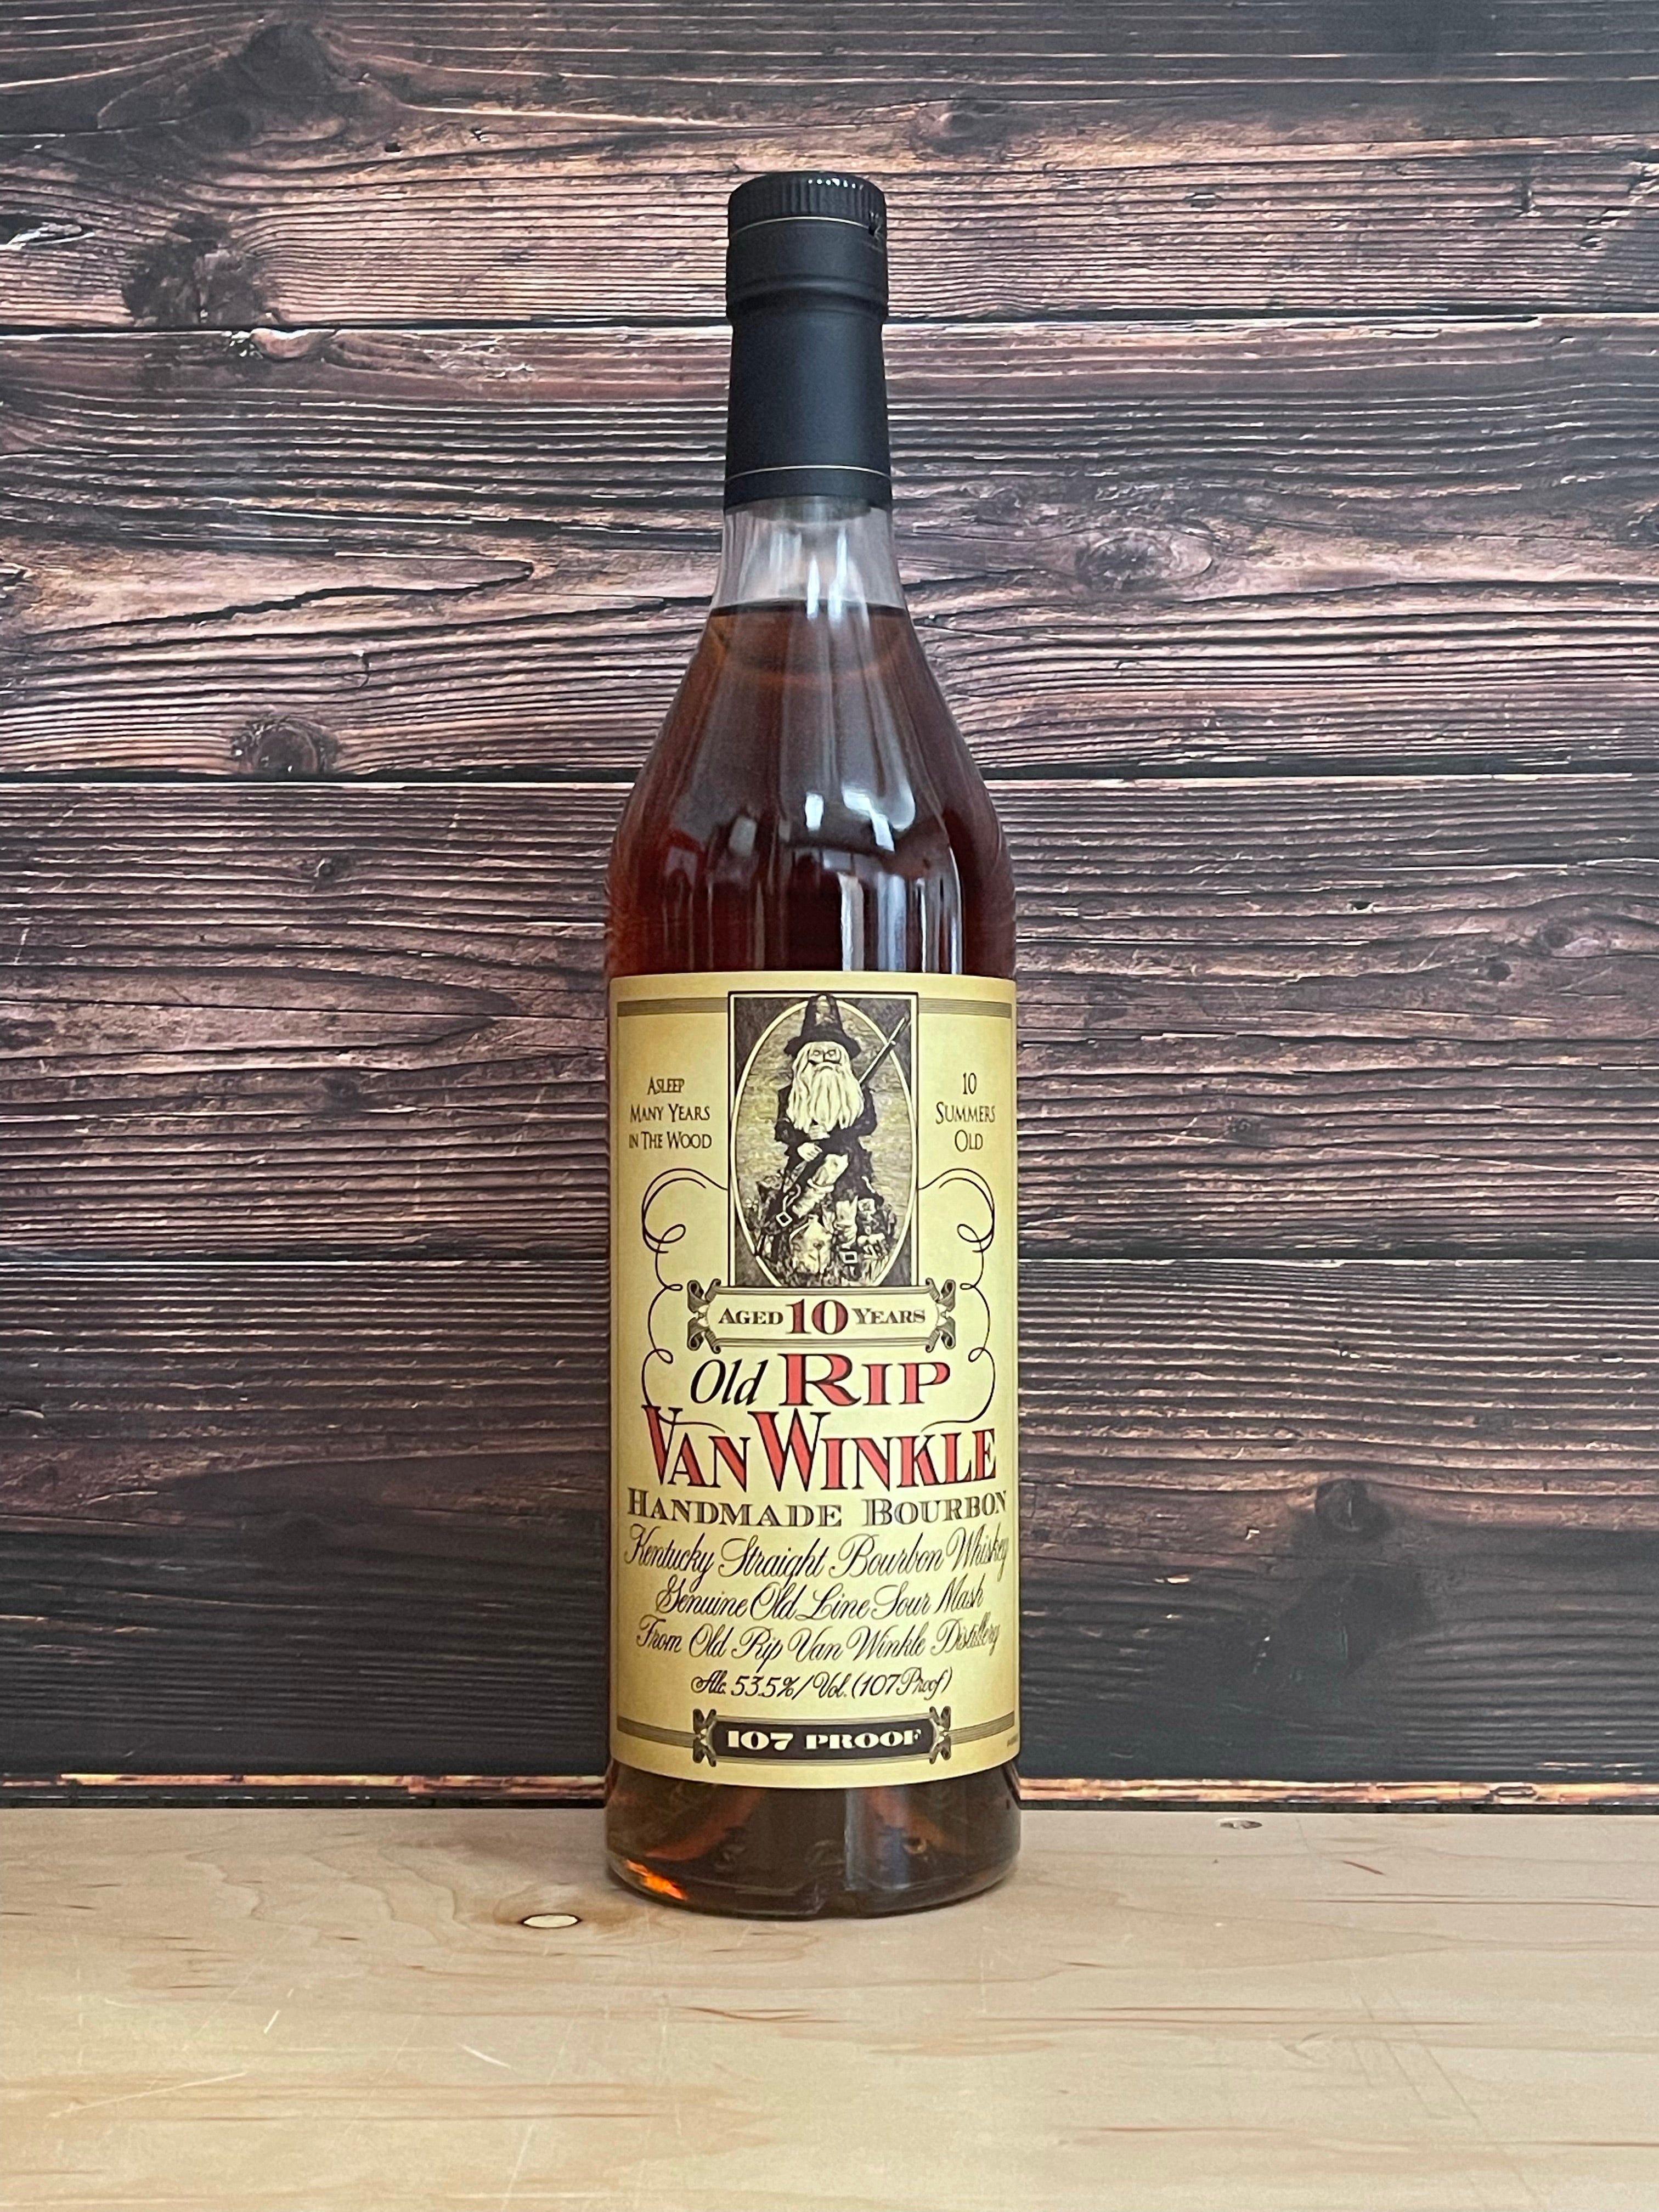 ASLEEP
MANY YEARS
IN THE WOOD
10
SUMMERS
OLD
AGED 10 YEARS
Old RIP
VAN WINKLE
HANDMADE BOURBON
Kentucky Straight Bourbon Whiskey
Genuine Old Line Sour Mash
From Old Rip Van Winkle Distillery
Alc. 53.5% / Vol. (107 Proof)
107 PROOF